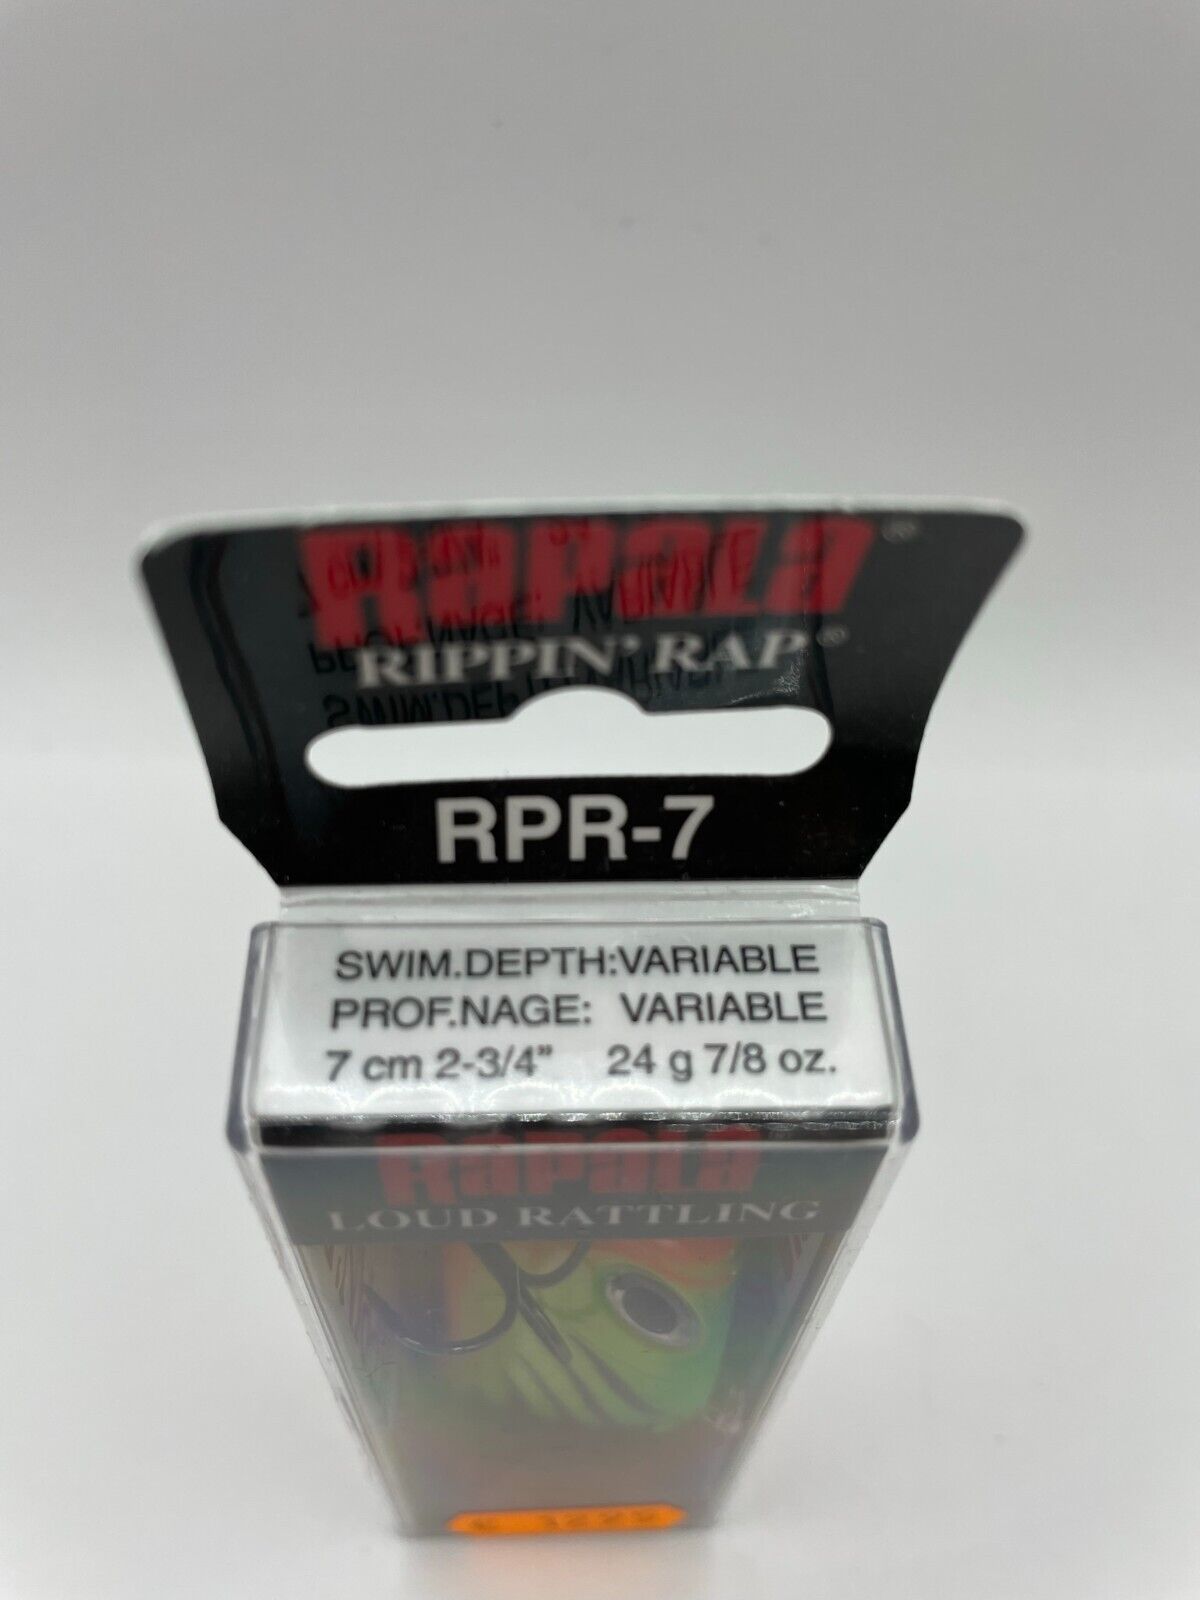 Rapala®
RIPPIN' RAP®
RPR-7
SWIM.DEPTH:VARIABLE
PROF.NAGE: VARIABLE
7 cm 2-3/4” 24 g 7/8 oz.
Rapala
LOUD RATTLING